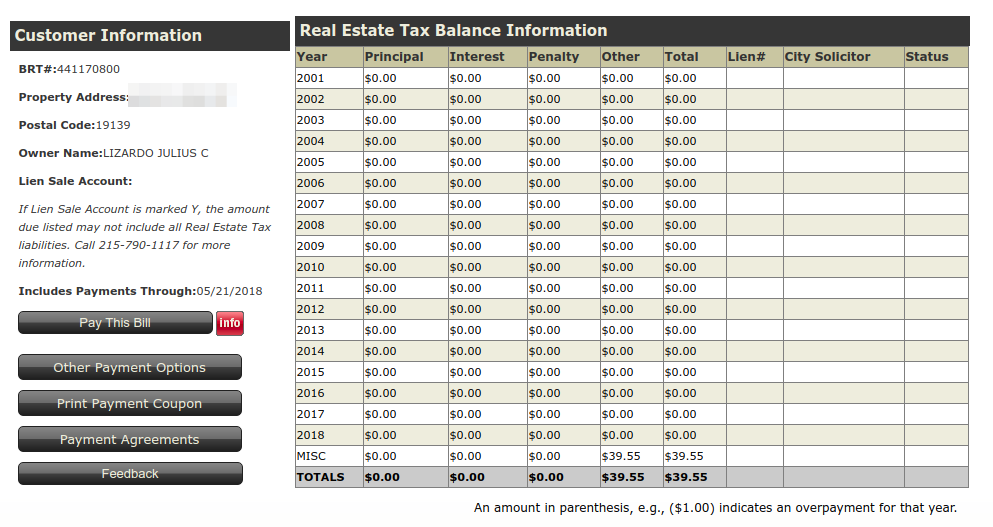 Customer Information
BRT#:441170800
Property Address:
Postal Code:19139
Owner Name:LIZARDO JULIUS C
Lien Sale Account:
If Lien Sale Account is marked Y, the amount
due listed may not include all Real Estate Tax
liabilities. Call 215-790-1117 for more
information.
Includes Payments Through:05/21/2018
Pay This Bill info
Other Payment Options
Print Payment Coupon
Payment Agreements
Feedback
Real Estate Tax Balance Information
Year Principal Interest Penalty Other Total Lien# City Solicitor Status
2001 $0.00 $0.00 $0.00 $0.00 $0.00
2002 $0.00 $0.00 $0.00 $0.00 $0.00
2003 $0.00 $0.00 $0.00 $0.00 $0.00
2004 $0.00 $0.00 $0.00 $0.00 $0.00
2005 $0.00 $0.00 $0.00 $0.00 $0.00
2006 $0.00 $0.00 $0.00 $0.00 $0.00
2007 $0.00 $0.00 $0.00 $0.00 $0.00
2008 $0.00 $0.00 $0.00 $0.00 $0.00
2009 $0.00 $0.00 $0.00 $0.00 $0.00
2010 $0.00 $0.00 $0.00 $0.00 $0.00
2011 $0.00 $0.00 $0.00 $0.00 $0.00
2012 $0.00 $0.00 $0.00 $0.00 $0.00
2013 $0.00 $0.00 $0.00 $0.00 $0.00
2014 $0.00 $0.00 $0.00 $0.00 $0.00
2015 $0.00 $0.00 $0.00 $0.00 $0.00
2016 $0.00 $0.00 $0.00 $0.00 $0.00
2017 $0.00 $0.00 $0.00 $0.00 $0.00
2018 $0.00 $0.00 $0.00 $0.00 $0.00
MISC $0.00 $0.00 $0.00 $39.55 $39.55
TOTALS $0.00 $0.00 $0.00 $39.55 $39.55
An amount in parenthesis, e.g., ($1.00) indicates an overpayment for that year.